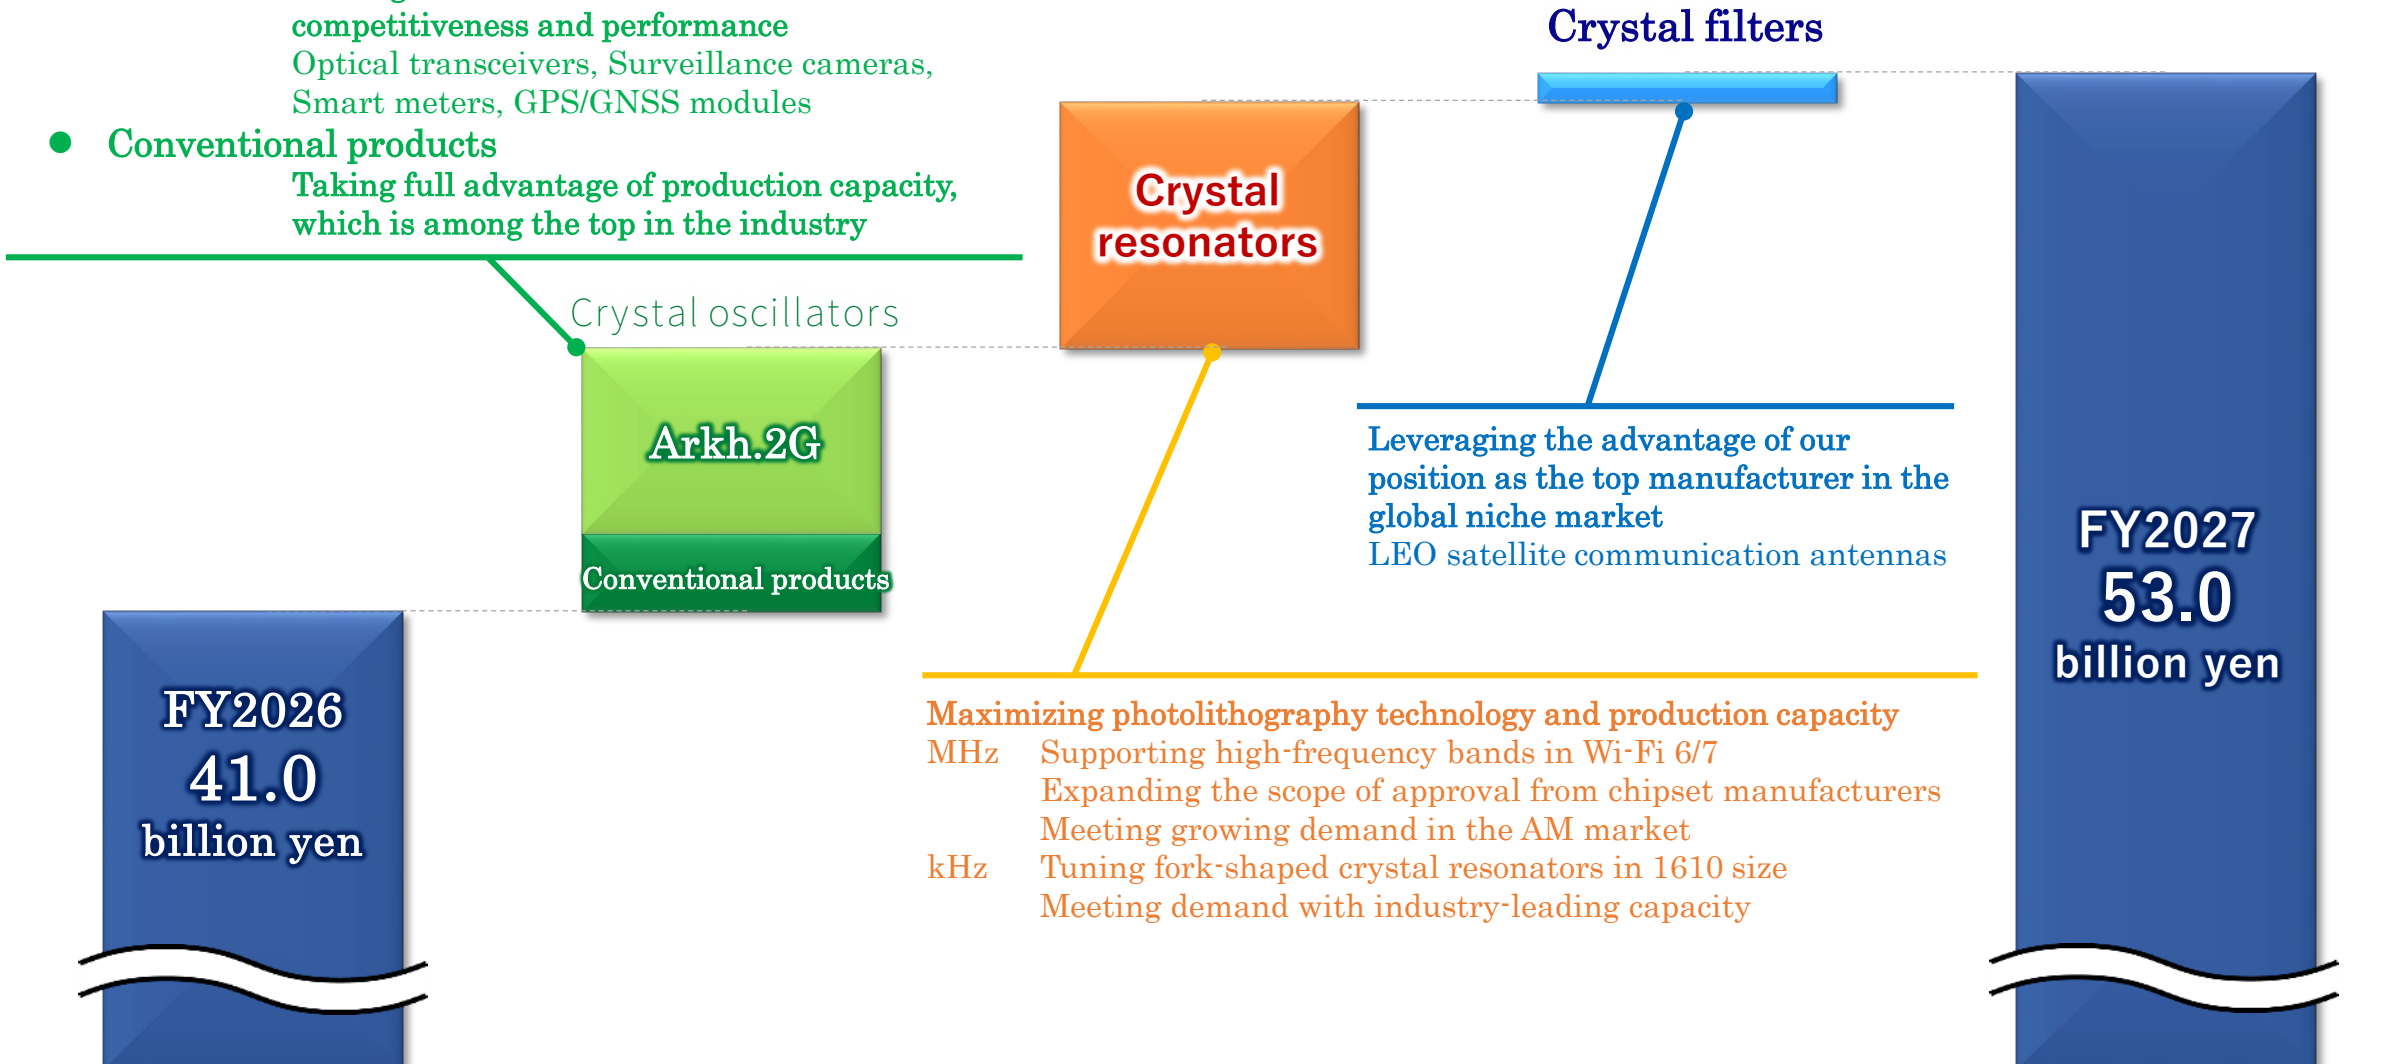 competitiveness and performance
Optical transceivers, Surveillance cameras,
Smart meters, GPS/GNSS modules
● Conventional products
Taking full advantage of production capacity,
which is among the top in the industry
Crystal oscillators
Arkh.2G
Conventional products
FY2026
41.0
billion yen
Crystal
resonators
Crystal filters
Leveraging the advantage of our
position as the top manufacturer in the
global niche market
LEO satellite communication antennas
Maximizing photolithography technology and production capacity
MHz Supporting high-frequency bands in Wi-Fi 6/7
Expanding the scope of approval from chipset manufacturers
Meeting growing demand in the AM market
kHz Tuning fork-shaped crystal resonators in 1610 size
Meeting demand with industry-leading capacity
FY2027
53.0
billion yen